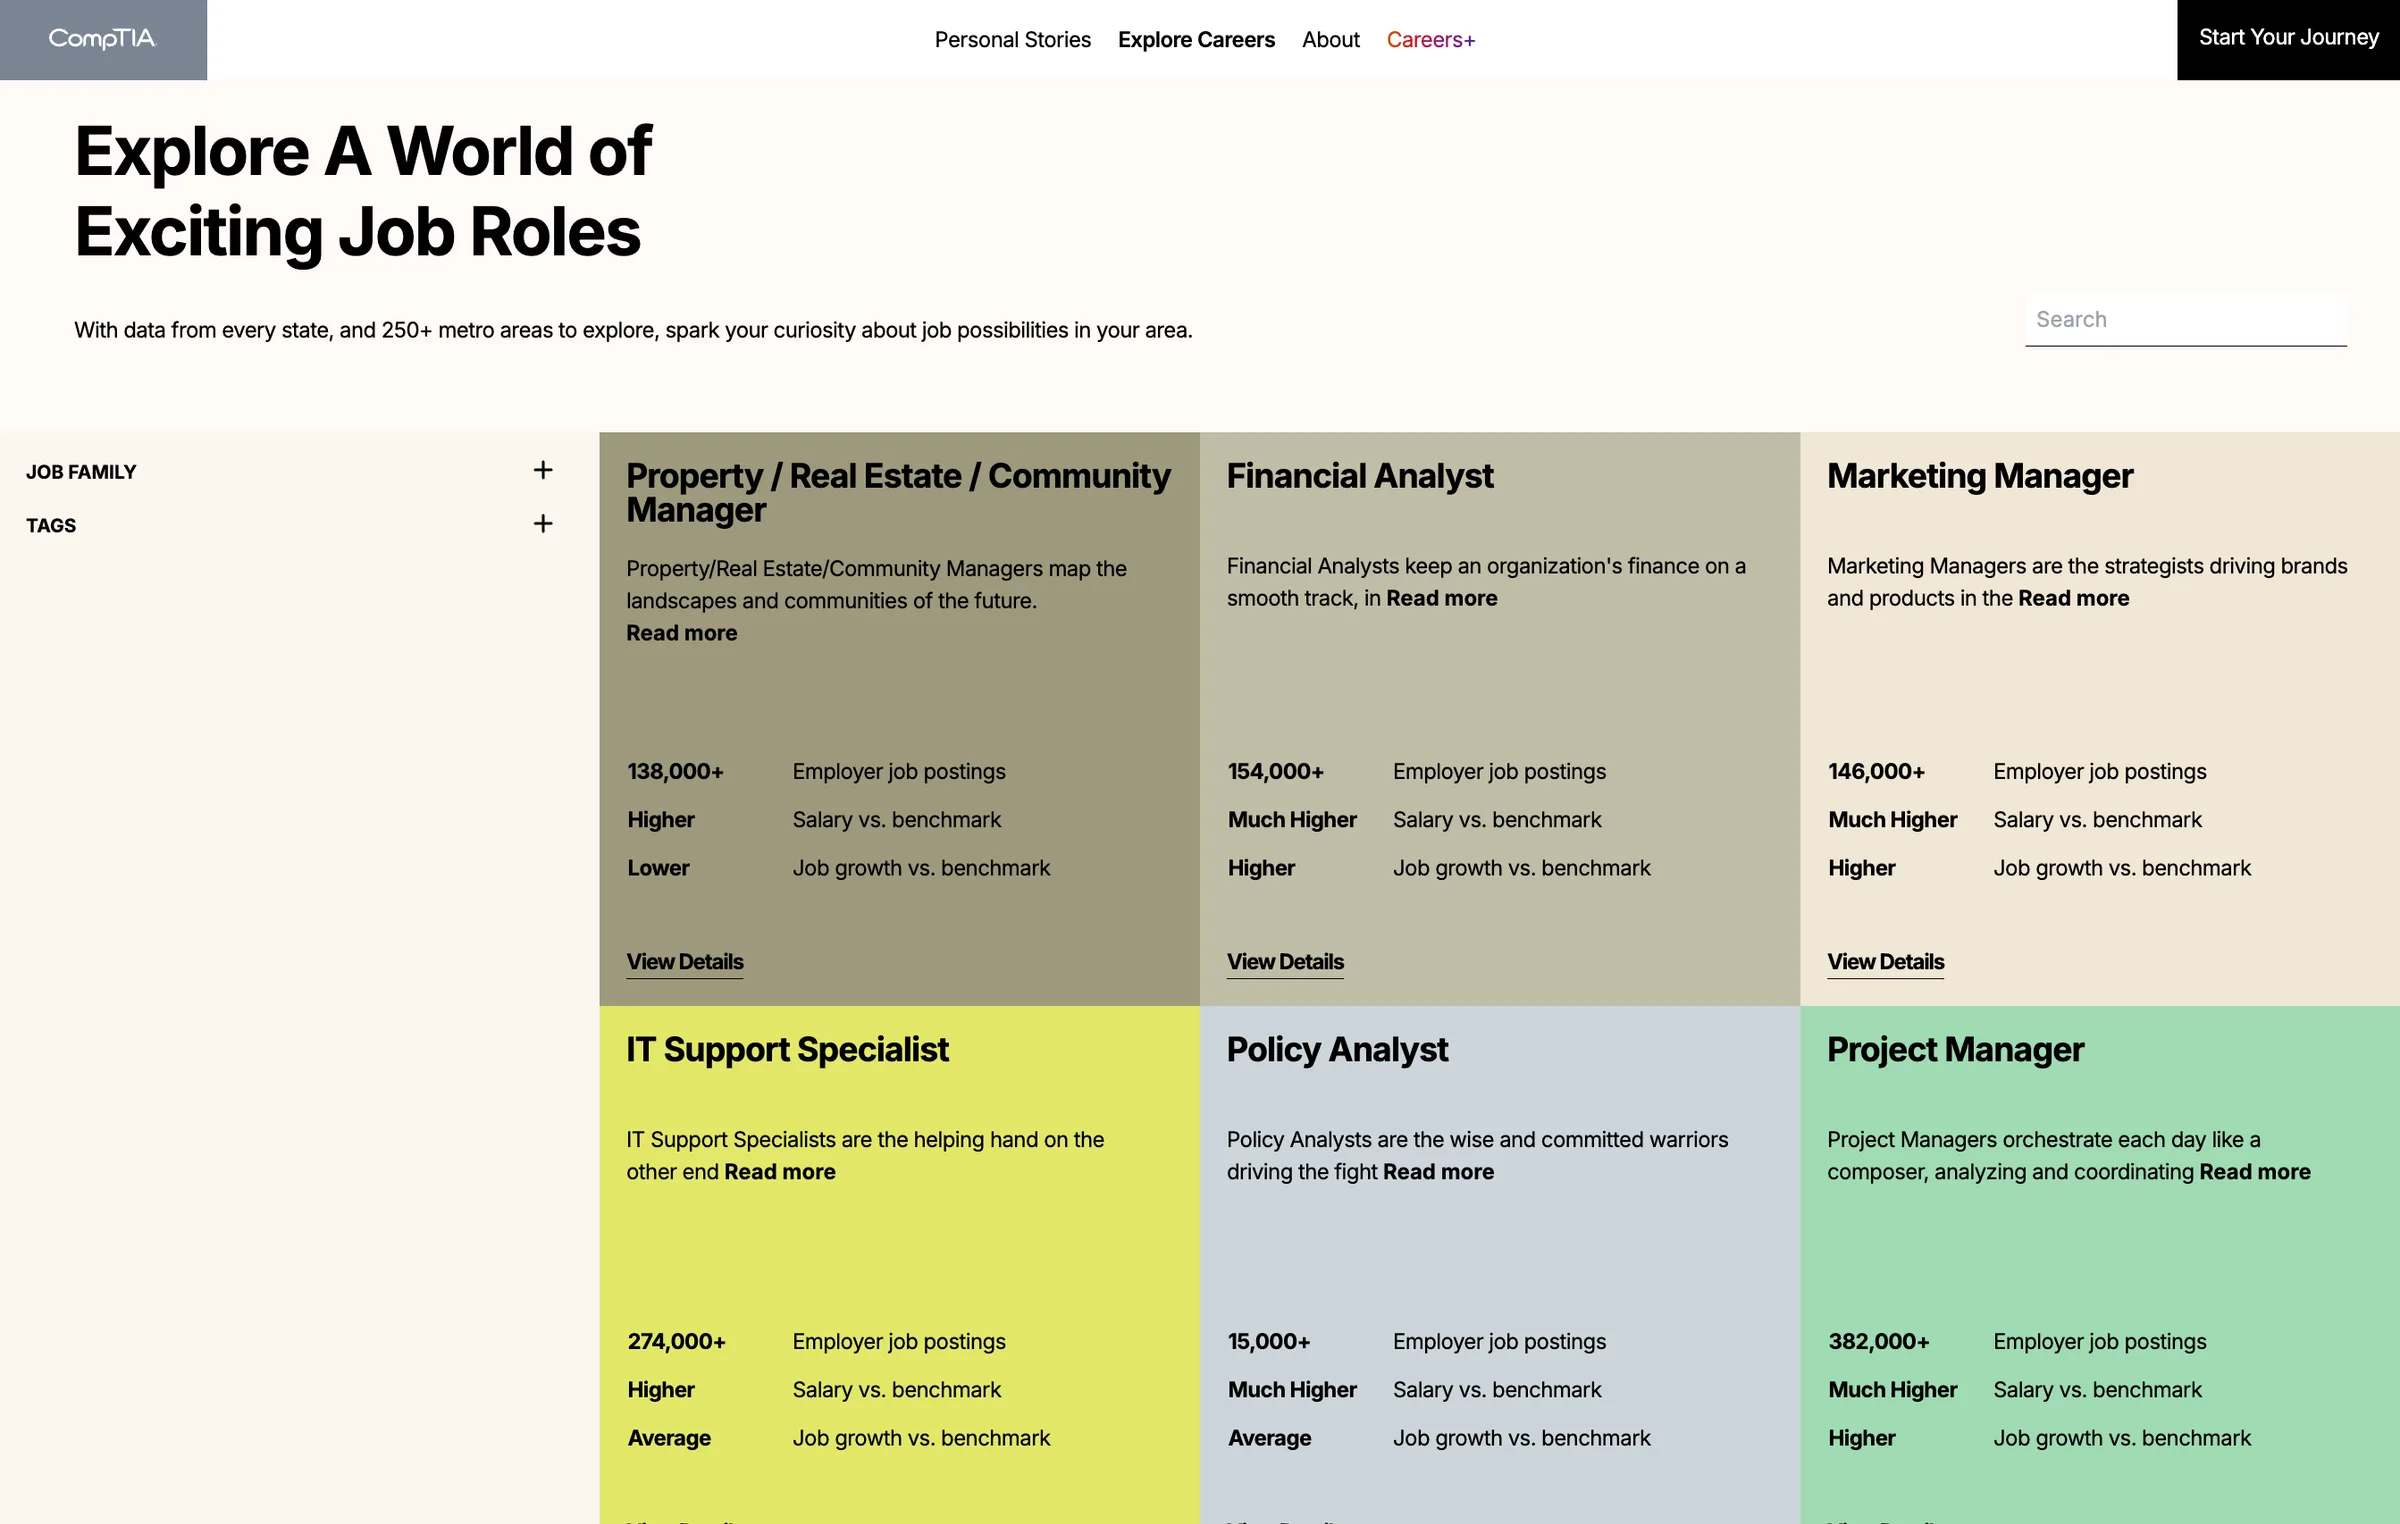 CompTIA
Personal Stories
Explore Careers
About
Careers+
Start Your Journey
Explore A World of
Exciting Job Roles
With data from every state, and 250+ metro areas to explore, spark your curiosity about job possibilities in your area.
Search
JOB FAMILY
TAGS
Property / Real Estate / Community
Manager
Property/Real Estate/Community Managers map the
landscapes and communities of the future.
Read more
138,000+ Employer job postings
Higher Salary vs. benchmark
Lower Job growth vs. benchmark
View Details
Financial Analyst
Financial Analysts keep an organization's finance on a
smooth track, in Read more
154,000+ Employer job postings
Much Higher Salary vs. benchmark
Higher Job growth vs. benchmark
View Details
Marketing Manager
Marketing Managers are the strategists driving brands
and products in the Read more
146,000+ Employer job postings
Much Higher Salary vs. benchmark
Higher Job growth vs. benchmark
View Details
IT Support Specialist
IT Support Specialists are the helping hand on the
other end Read more
274,000+ Employer job postings
Higher Salary vs. benchmark
Average Job growth vs. benchmark
Policy Analyst
Policy Analysts are the wise and committed warriors
driving the fight Read more
15,000+ Employer job postings
Much Higher Salary vs. benchmark
Average Job growth vs. benchmark
Project Manager
Project Managers orchestrate each day like a
composer, analyzing and coordinating Read more
382,000+ Employer job postings
Much Higher Salary vs. benchmark
Higher Job growth vs. benchmark